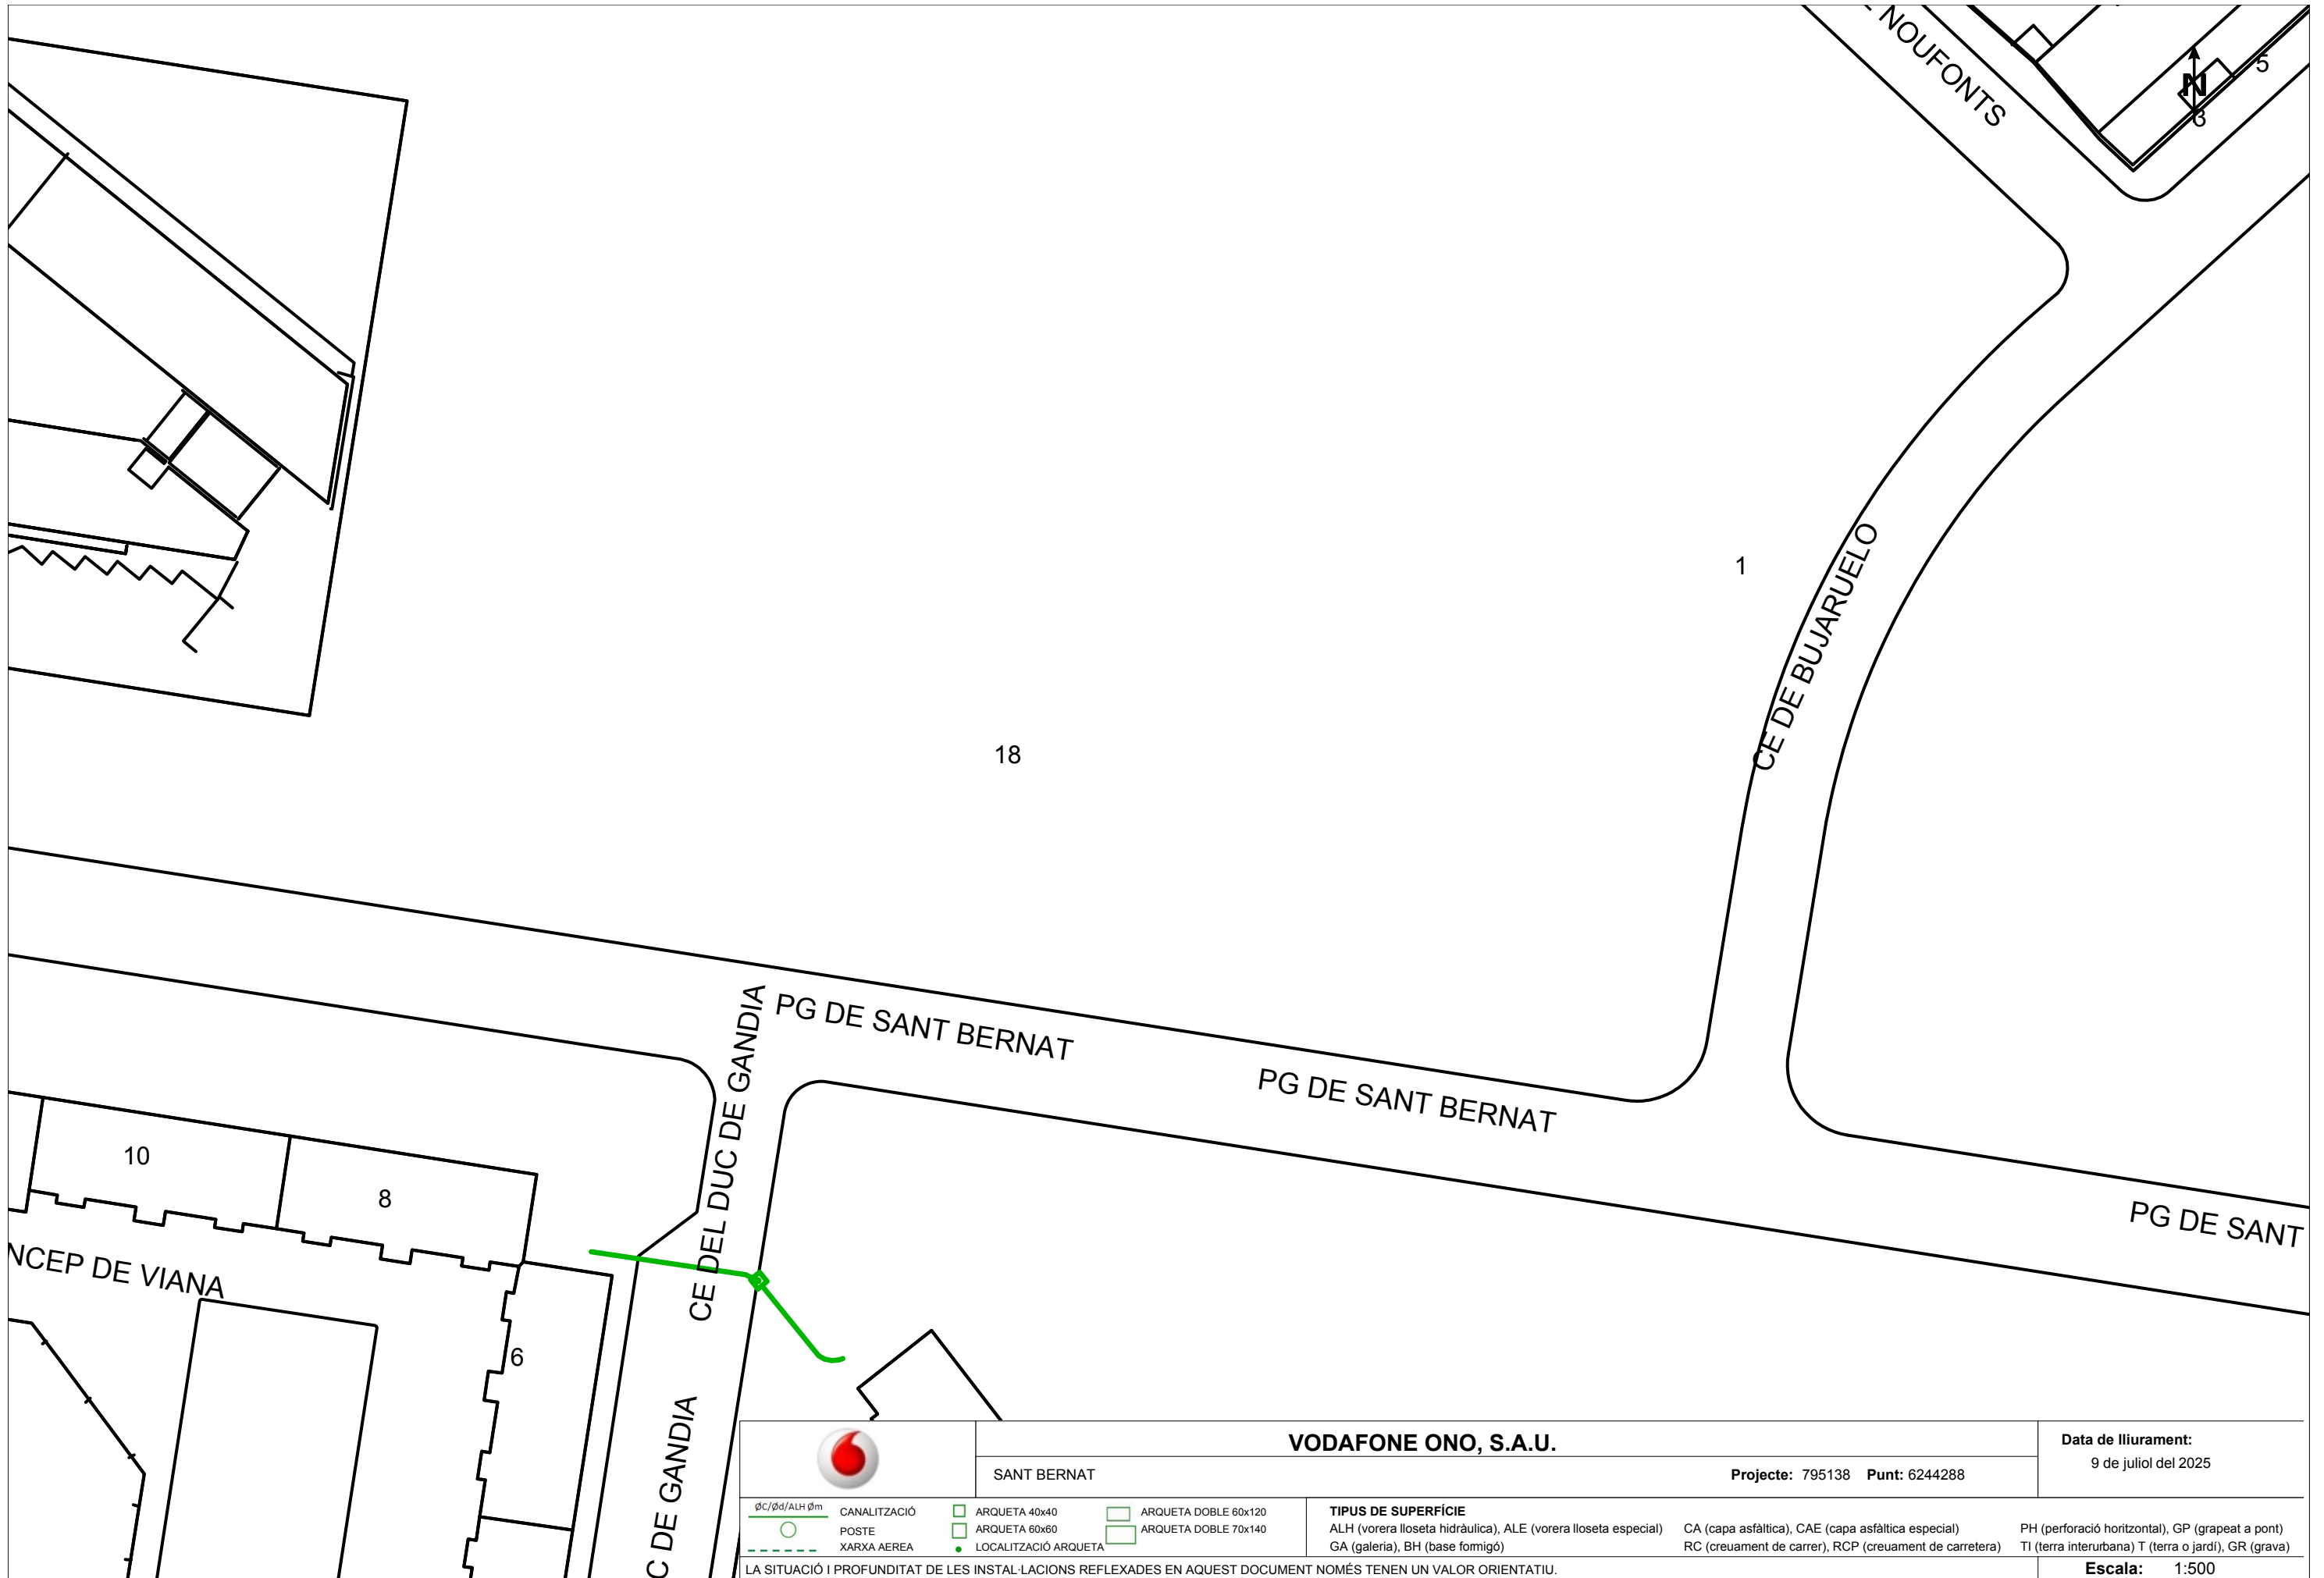 NOUFONTS
N
5
3
1
CE DE BUJARUELO
18
PG DE SANT BERNAT
CE DEL DUC DE GANDIA
PG DE SANT BERNAT
10
8
PG DE SANT
NCEP DE VIANA
6
C DE GANDIA
VODAFONE ONO, S.A.U.
Data de lliurament:
9 de juliol del 2025
SANT BERNAT
Projecte: 795138 Punt: 6244288
ØC/Ød/ALH Øm
CANALITZACIÓ
POSTE
XARXA AEREA
ARQUETA 40x40
ARQUETA 60x60
LOCALITZACIÓ ARQUETA
ARQUETA DOBLE 60x120
ARQUETA DOBLE 70x140
TIPUS DE SUPERFÍCIE
ALH (vorera lloseta hidràulica), ALE (vorera lloseta especial)
GA (galeria), BH (base formigó)
CA (capa asfàltica), CAE (capa asfàltica especial)
RC (creuament de carrer), RCP (creuament de carretera)
PH (perforació horitzontal), GP (grapeat a pont)
TI (terra interurbana) T (terra o jardí), GR (grava)
LA SITUACIÓ I PROFUNDITAT DE LES INSTAL·LACIONS REFLEXADES EN AQUEST DOCUMENT NOMÉS TENEN UN VALOR ORIENTATIU.
Escala: 1:500